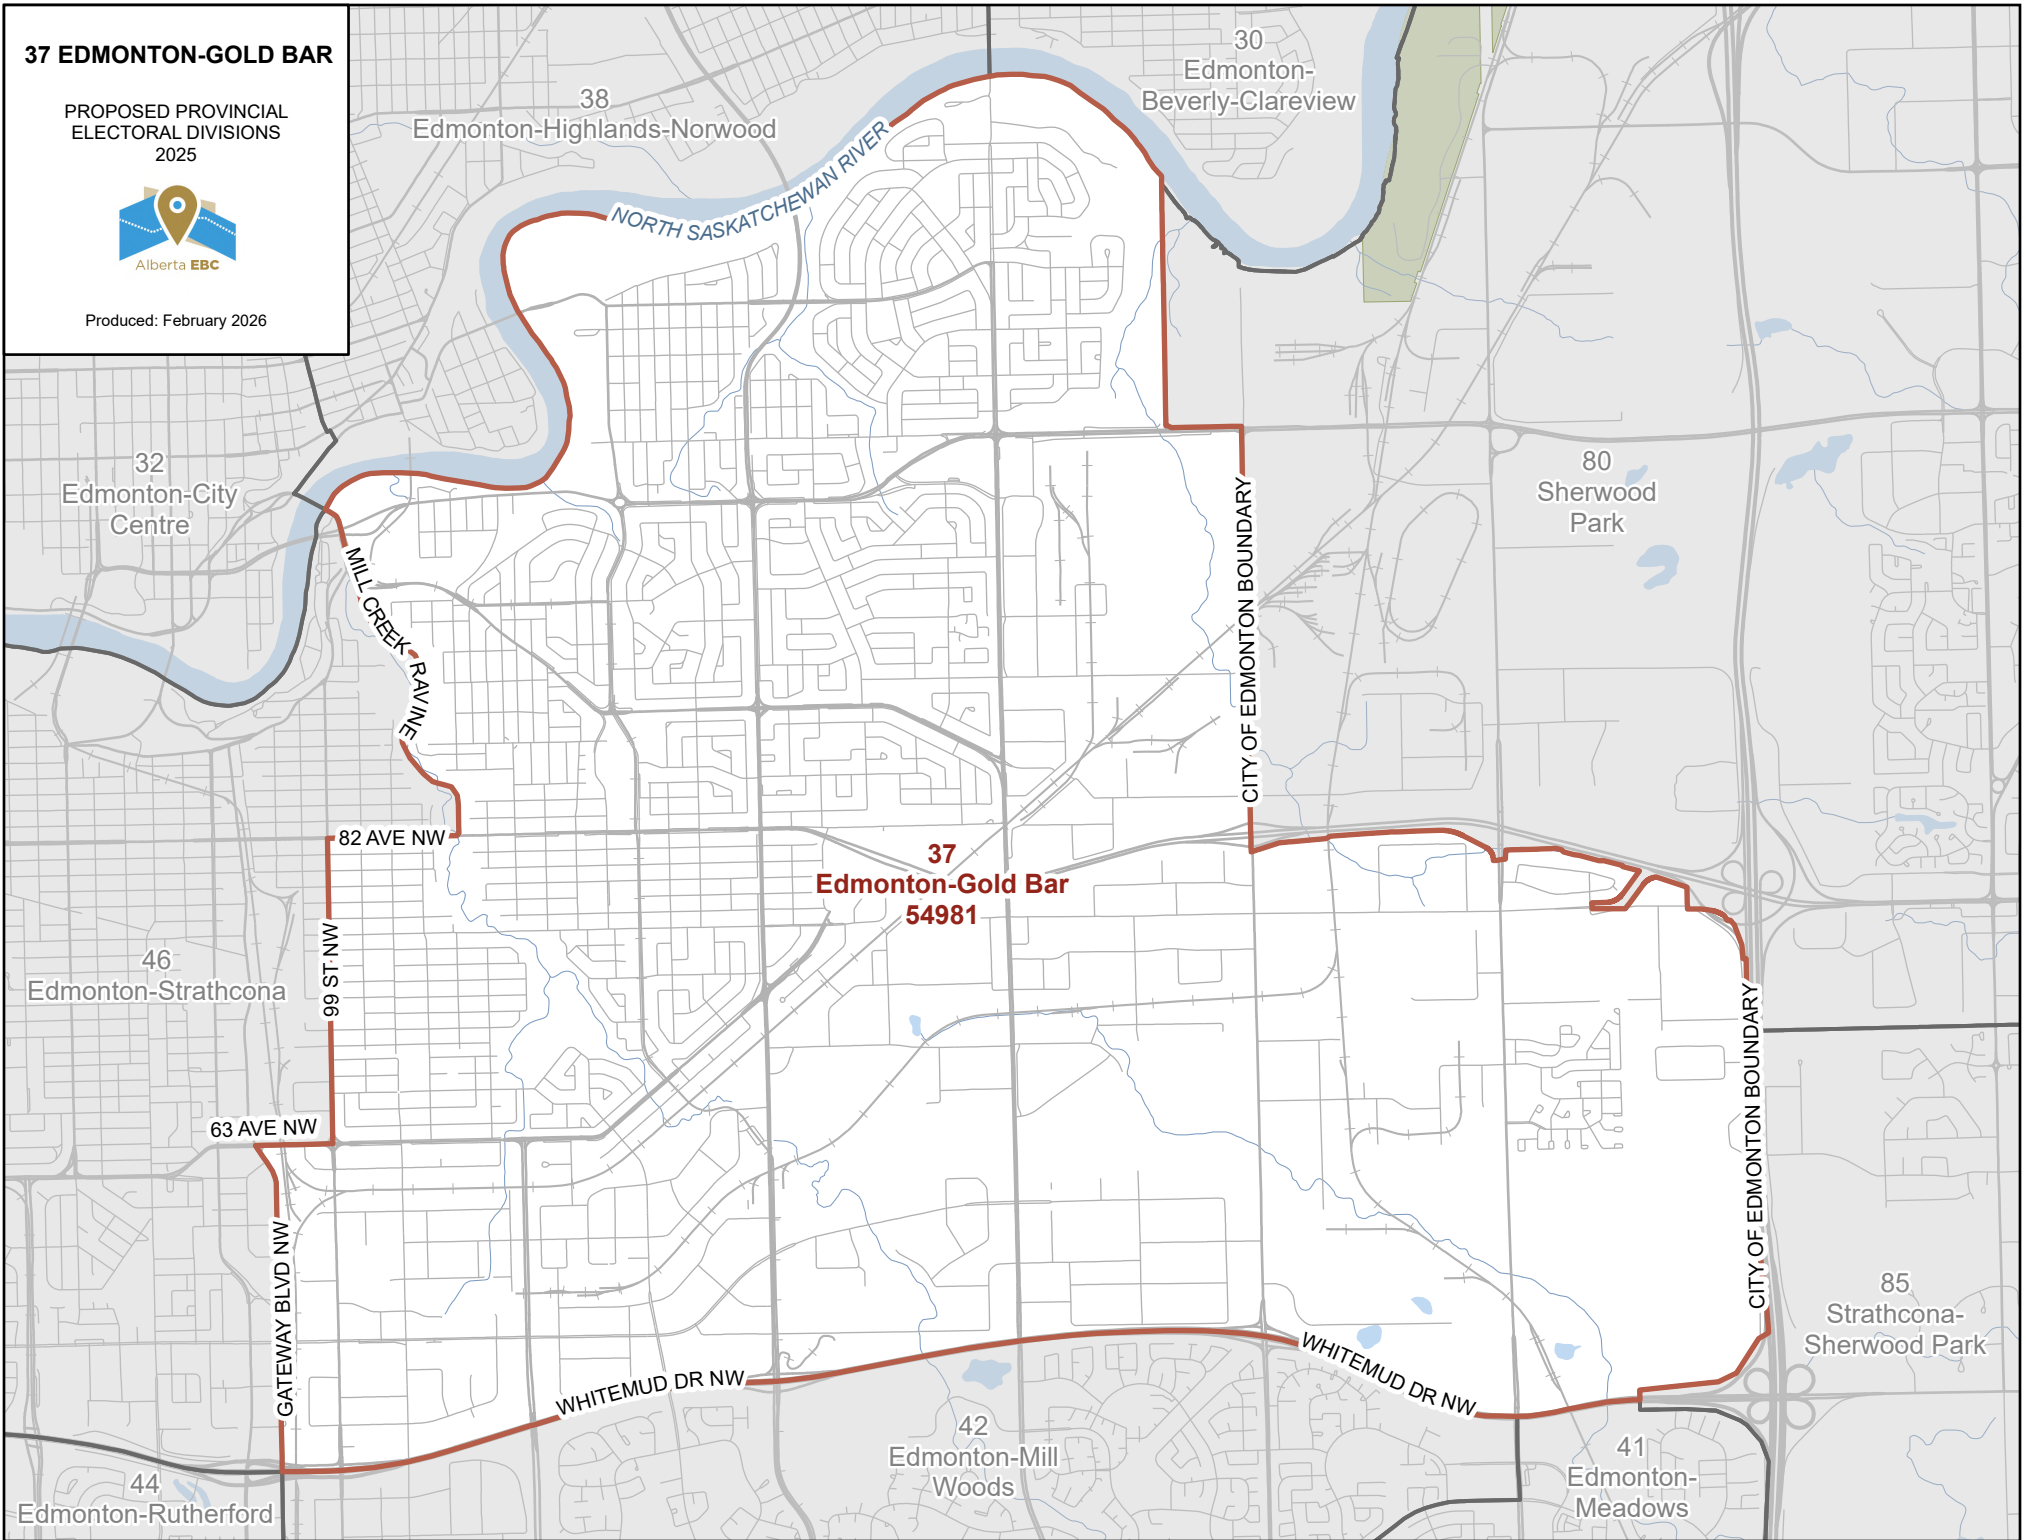 37 EDMONTON-GOLD BAR
PROPOSED PROVINCIAL
ELECTORAL DIVISIONS
2025
Alberta EBC
Produced: February 2026
38
Edmonton-Highlands-Norwood
30
Edmonton-
Beverly-Clareview
NORTH SASKATCHEWAN RIVER
32
Edmonton-City
Centre
80
Sherwood
Park
MILL CREEK RAVINE
CITY OF EDMONTON BOUNDARY
82 AVE NW
37
Edmonton-Gold Bar
54981
46
Edmonton-Strathcona
99 ST NW
63 AVE NW
CITY OF EDMONTON BOUNDARY
GATEWAY BLVD NW
85
Strathcona-
Sherwood Park
WHITEMUD DR NW
WHITEMUD DR NW
42
Edmonton-Mill
Woods
41
Edmonton-
Meadows
44
Edmonton-Rutherford